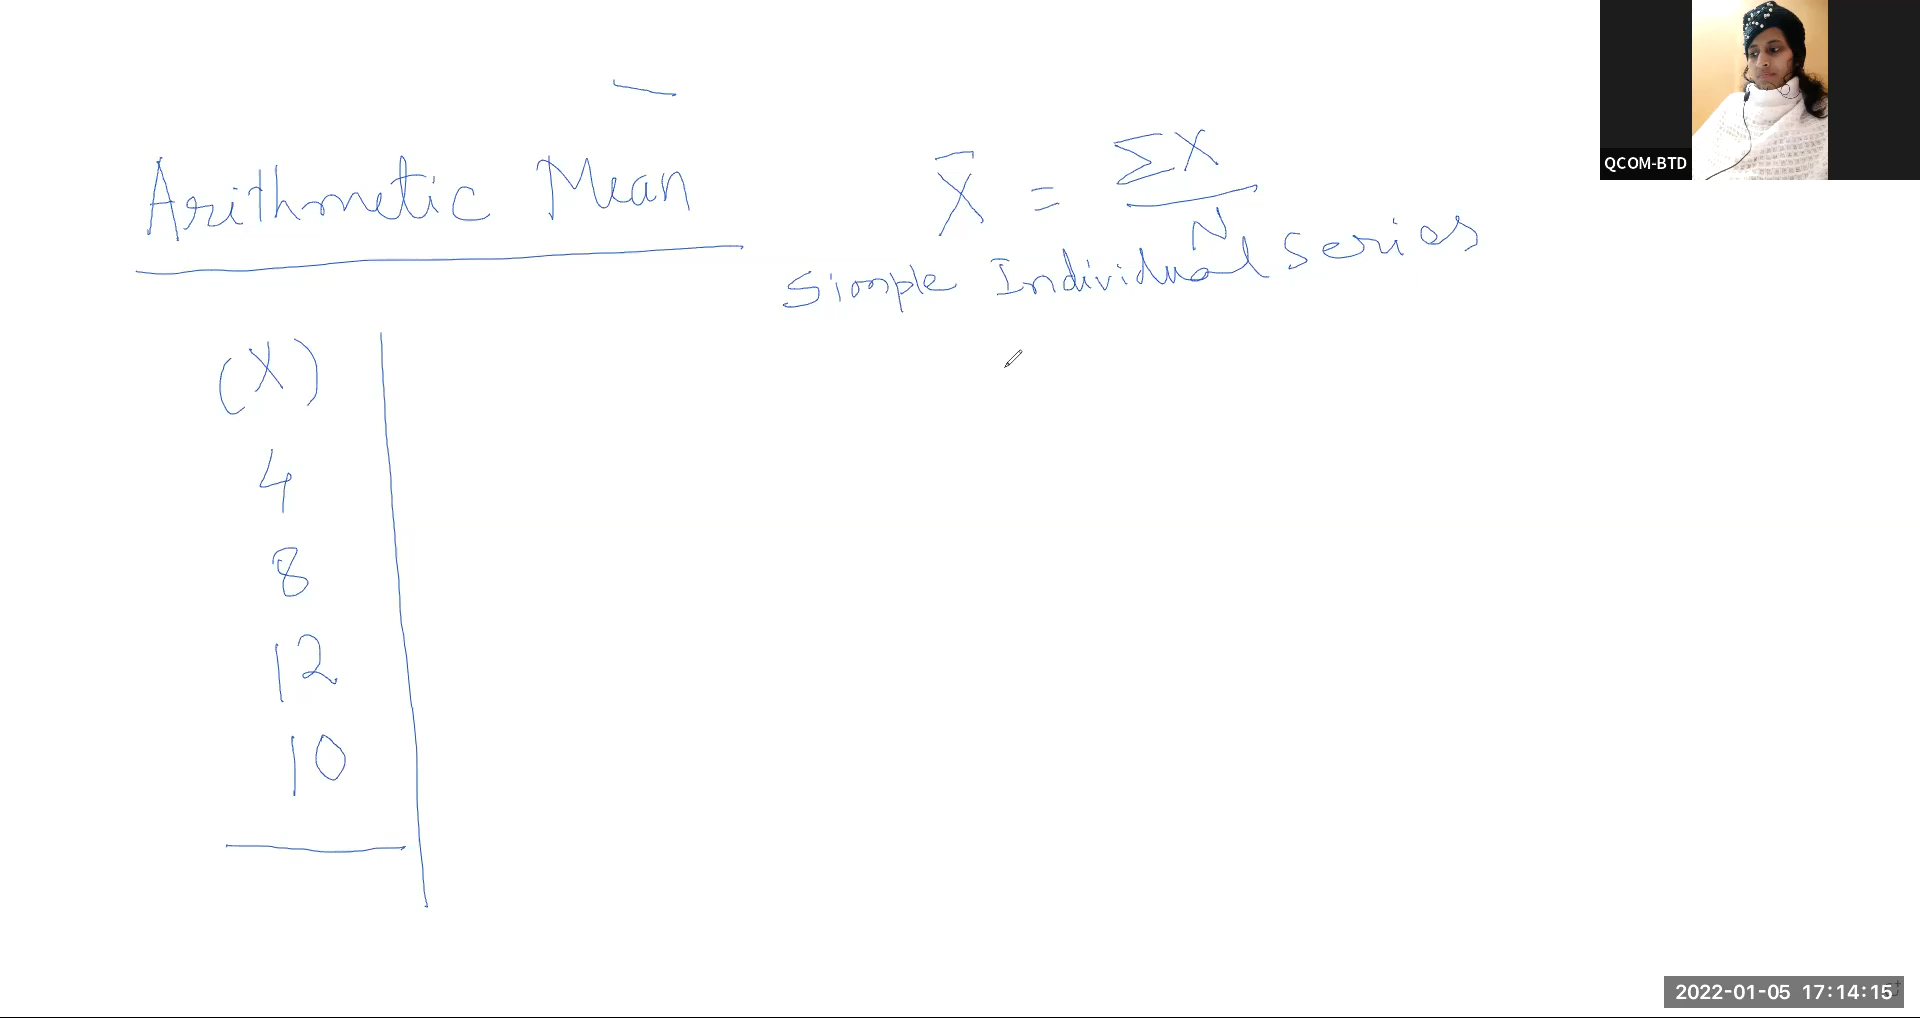 Arithmetic Mean
X̄ = ΣX / N
Simple Individual Series
(X)
4
8
12
10
QCOM-BTD
2022-01-05 17:14:15